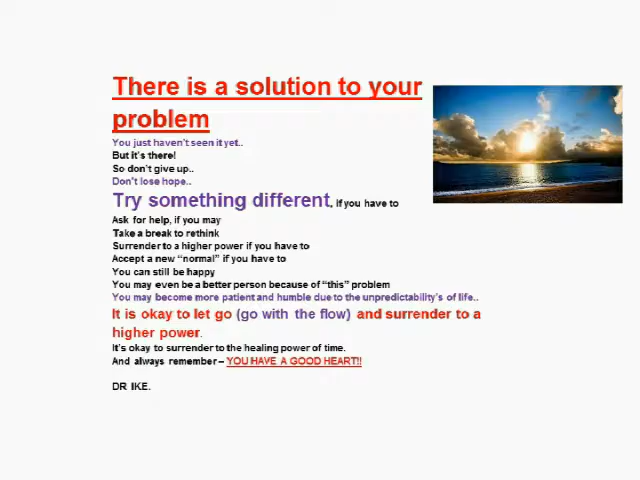 There is a solution to your
problem
You just haven't seen it yet..
But it's there!
So don't give up..
Don't lose hope..
Try something different, if you have to
Ask for help, if you may
Take a break to rethink
Surrender to a higher power if you have to
Accept a new "normal" if you have to
You can still be happy
You may even be a better person because of "this" problem
You may become more patient and humble due to the unpredictability's of life..
It is okay to let go (go with the flow) and surrender to a
higher power.
It's okay to surrender to the healing power of time.
And always remember – YOU HAVE A GOOD HEART!!
DR IKE.